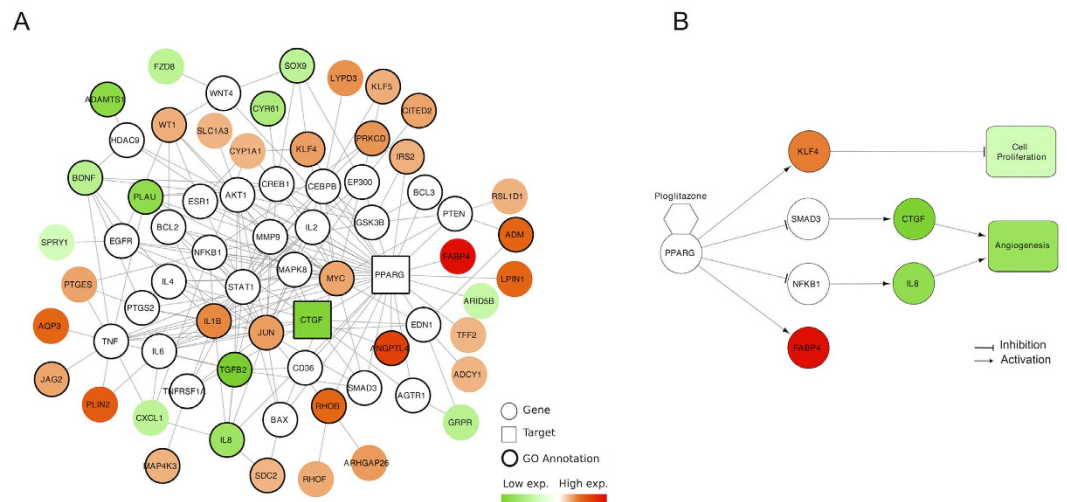 A
B
FZD8
SOX9
LYPD3
KLF5
ADAMTS1
WNT4
CYR61
CITED2
HDAC9
WT1
SLC1A3
CYP1A1
KLF4
PRKCD
IRS2
BDNF
PLAU
ESR1
AKT1
CREB1
CEBPB
EP300
BCL3
PTEN
RSL1D1
SPRY1
EGFR
BCL2
NFKB1
MMP9
IL2
GSK3B
ADM
PTGES
IL4
STAT1
MAPK8
MYC
PPARG
FABP4
LPIN1
PTGS2
ARID5B
AQP3
TNF
IL6
IL1B
JUN
CTGF
EDN1
TFF2
ANGPTL4
JAG2
TGFB2
CD36
ADCY1
PLIN2
TNFRSF1A
SMAD3
AGTR1
CXCL1
BAX
RHOB
GRPR
IL8
MAP4K3
SDC2
RHOF
ARHGAP26
Gene
Target
GO Annotation
Low exp. High exp.
KLF4
Cell
Proliferation
Pioglitazone
SMAD3
CTGF
PPARG
Angiogenesis
NFKB1
IL8
FABP4
Inhibition
Activation